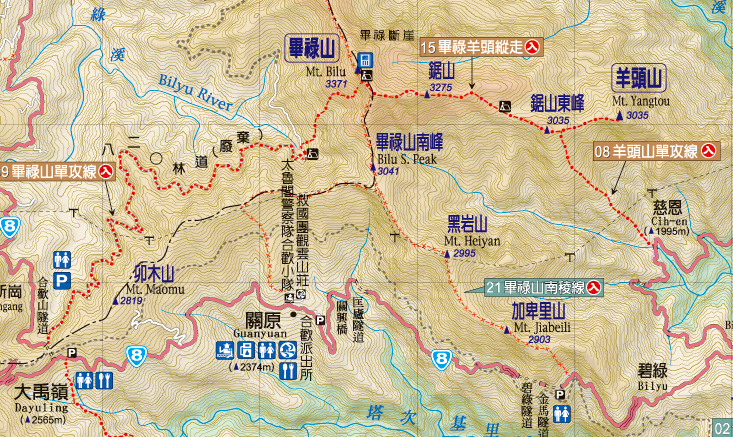 綠
溪
畢祿斷崖
畢祿山
Mt. Bilu
3371
15 畢祿羊頭縱走
鋸山
3275
羊頭山
Mt. Yangtou
3035
鋸山東峰
3035
Bilyu River
八二〇林道(廢棄)
9 畢祿山單攻線
畢祿山南峰
Bilu S. Peak
3041
08 羊頭山單攻線
太魯閣警察隊合歡小隊
救國團觀雲山莊
慈恩
Cih-en
(▲1995m)
黑岩山
Mt. Heiyan
2995
8
卯木山
Mt. Maomu
2819
21 畢祿山南稜線
新崗
ngang
合歡山隧道
P
關原
Guanyuan
(▲2374m)
合歡派出所
P
關興橋
匡廬隧道
加卑里山
Mt. Jiabeili
2903
8
8
P
大禹嶺
Dayuling
(▲2565m)
碧綠
Bilyu
碧綠隧道
金馬隧道
P
塔次基里
溪
02